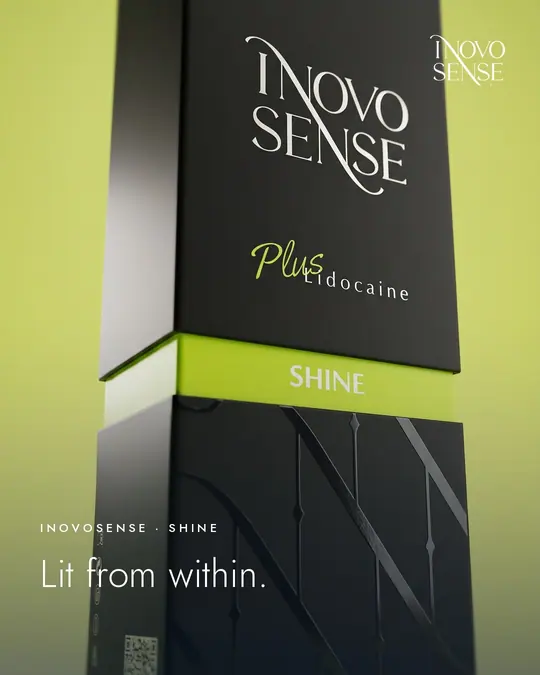 INOVO
SENSE
INOVO
SENSE
Plus
Lidocaine
SHINE
INOVOSENSE · SHINE
Lit from within.